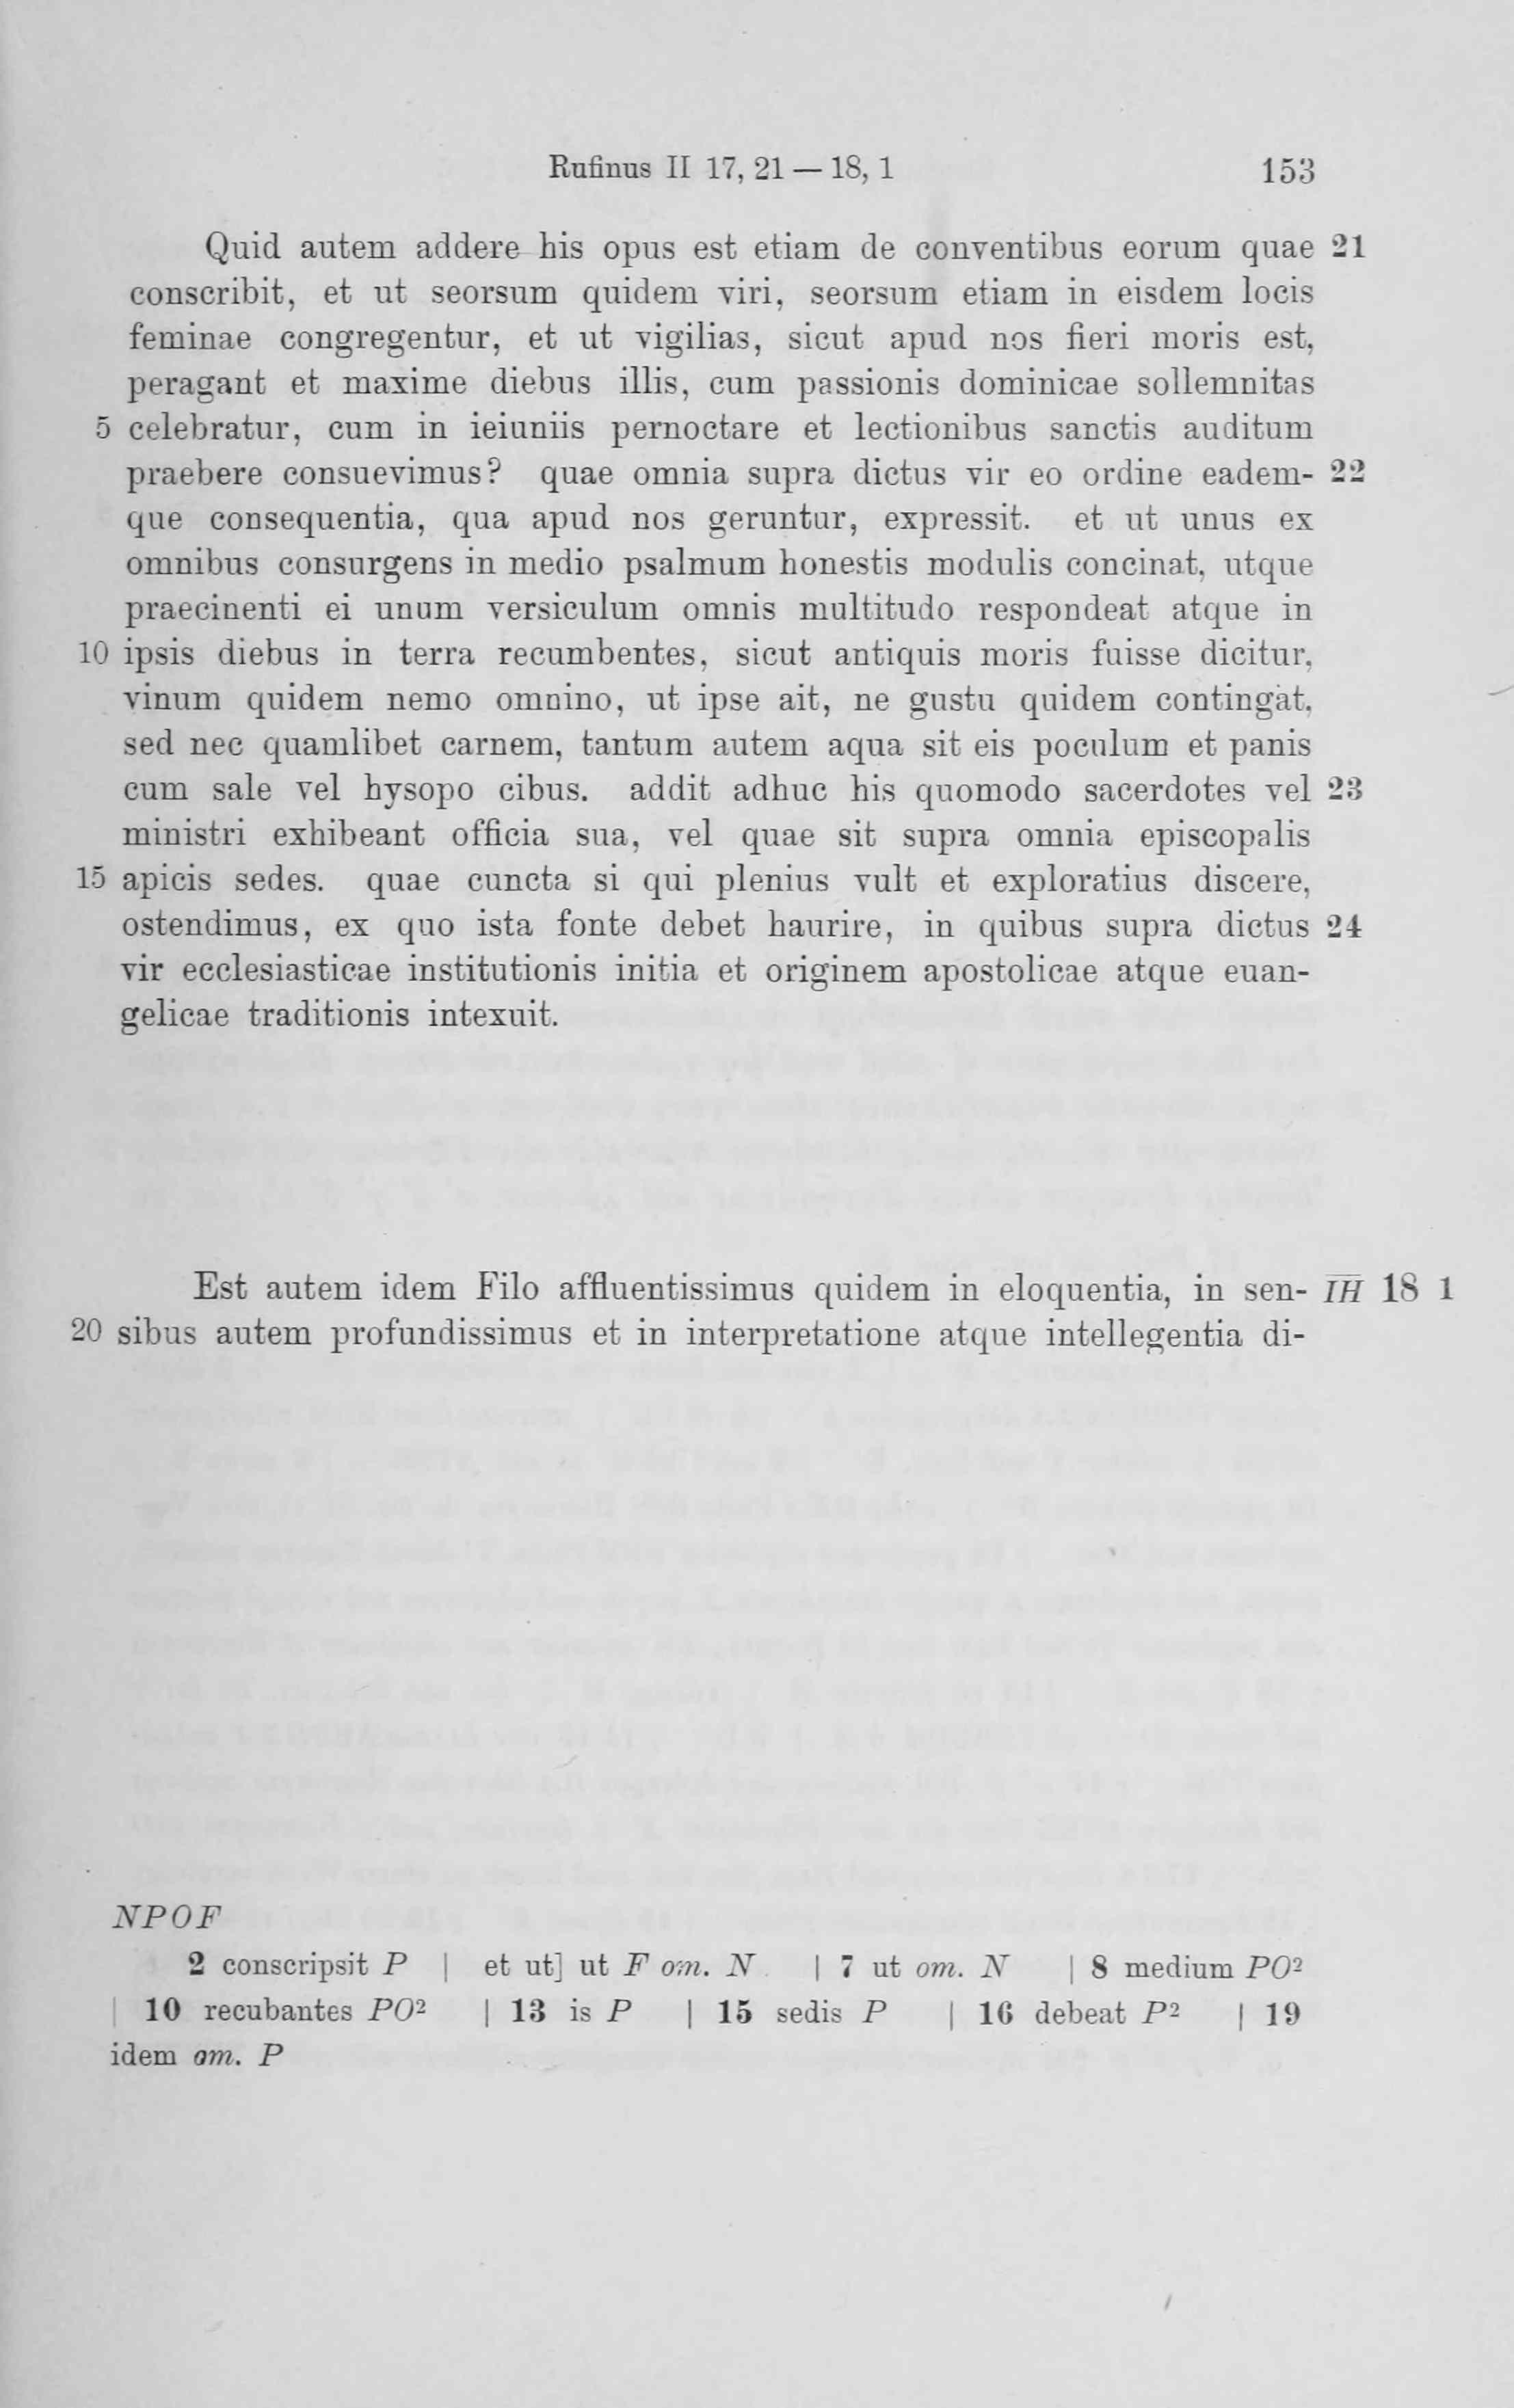 Rufinus II 17, 21 — 18, 1 153
Quid autem addere his opus est etiam de conventibus eorum quae 21
conscribit, et ut seorsum quidem viri, seorsum etiam in eisdem locis
feminae congregentur, et ut vigilias, sicut apud nos fieri moris est,
peragant et maxime diebus illis, cum passionis dominicae sollemnitas
5 celebratur, cum in ieiuniis pernoctare et lectionibus sanctis auditum
praebere consuevimus? quae omnia supra dictus vir eo ordine eadem- 22
que consequentia, qua apud nos geruntur, expressit. et ut unus ex
omnibus consurgens in medio psalmum honestis modulis concinat, utque
praecinenti ei unum versiculum omnis multitudo respondeat atque in
10 ipsis diebus in terra recumbentes, sicut antiquis moris fuisse dicitur,
vinum quidem nemo omnino, ut ipse ait, ne gustu quidem contingat,
sed nec quamlibet carnem, tantum autem aqua sit eis poculum et panis
cum sale vel hysopo cibus. addit adhuc his quomodo sacerdotes vel 23
ministri exhibeant officia sua, vel quae sit supra omnia episcopalis
15 apicis sedes. quae cuncta si qui plenius vult et exploratius discere,
ostendimus, ex quo ista fonte debet haurire, in quibus supra dictus 24
vir ecclesiasticae institutionis initia et originem apostolicae atque euan-
gelicae traditionis intexuit.
Est autem idem Filo affluentissimus quidem in eloquentia, in sen- IH 18 1
20 sibus autem profundissimus et in interpretatione atque intellegentia di-
NPOF
2 conscripsit P | et ut] ut F om. N | 7 ut om. N | 8 medium PO²
| 10 recubantes PO² | 13 is P | 15 sedis P | 16 debeat P² | 19
idem om. P